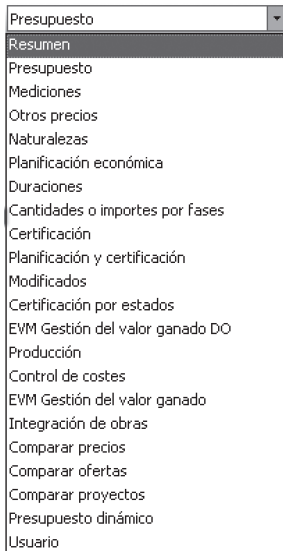 Presupuesto
Resumen
Presupuesto
Mediciones
Otros precios
Naturalezas
Planificación económica
Duraciones
Cantidades o importes por fases
Certificación
Planificación y certificación
Modificados
Certificación por estados
EVM Gestión del valor ganado DO
Producción
Control de costes
EVM Gestión del valor ganado
Integración de obras
Comparar precios
Comparar ofertas
Comparar proyectos
Presupuesto dinámico
Usuario